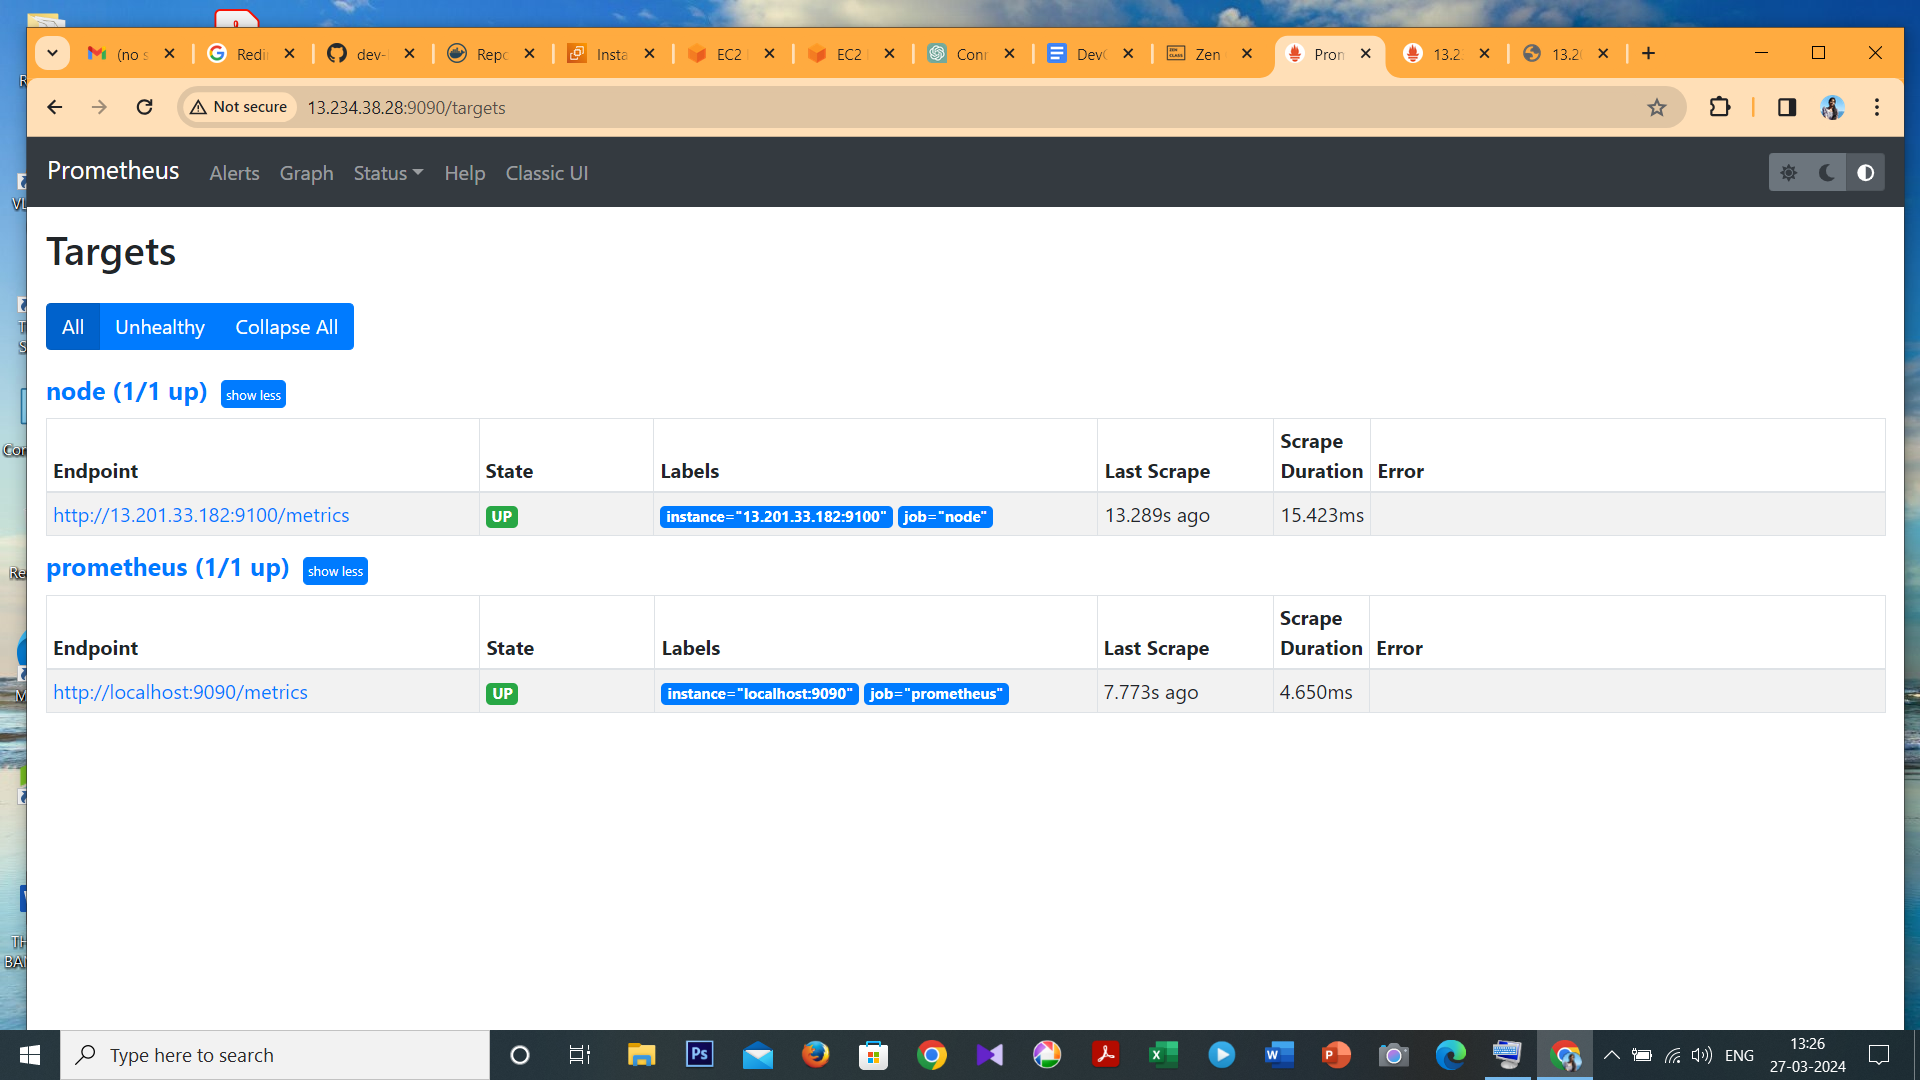 (no s
Redir
dev-
Repo
Insta
EC2
EC2
Conn
DevO
Zen
Pron
13.2
13.20
Not secure
13.234.38.28:9090/targets
Prometheus
Alerts
Graph
Status
Help
Classic UI
Targets
All
Unhealthy
Collapse All
node (1/1 up) show less
Endpoint State Labels Last Scrape Scrape Duration Error
http://13.201.33.182:9100/metrics UP instance="13.201.33.182:9100" job="node" 13.289s ago 15.423ms
prometheus (1/1 up) show less
Endpoint State Labels Last Scrape Scrape Duration Error
http://localhost:9090/metrics UP instance="localhost:9090" job="prometheus" 7.773s ago 4.650ms
Type here to search
Ps
ENG
13:26
27-03-2024